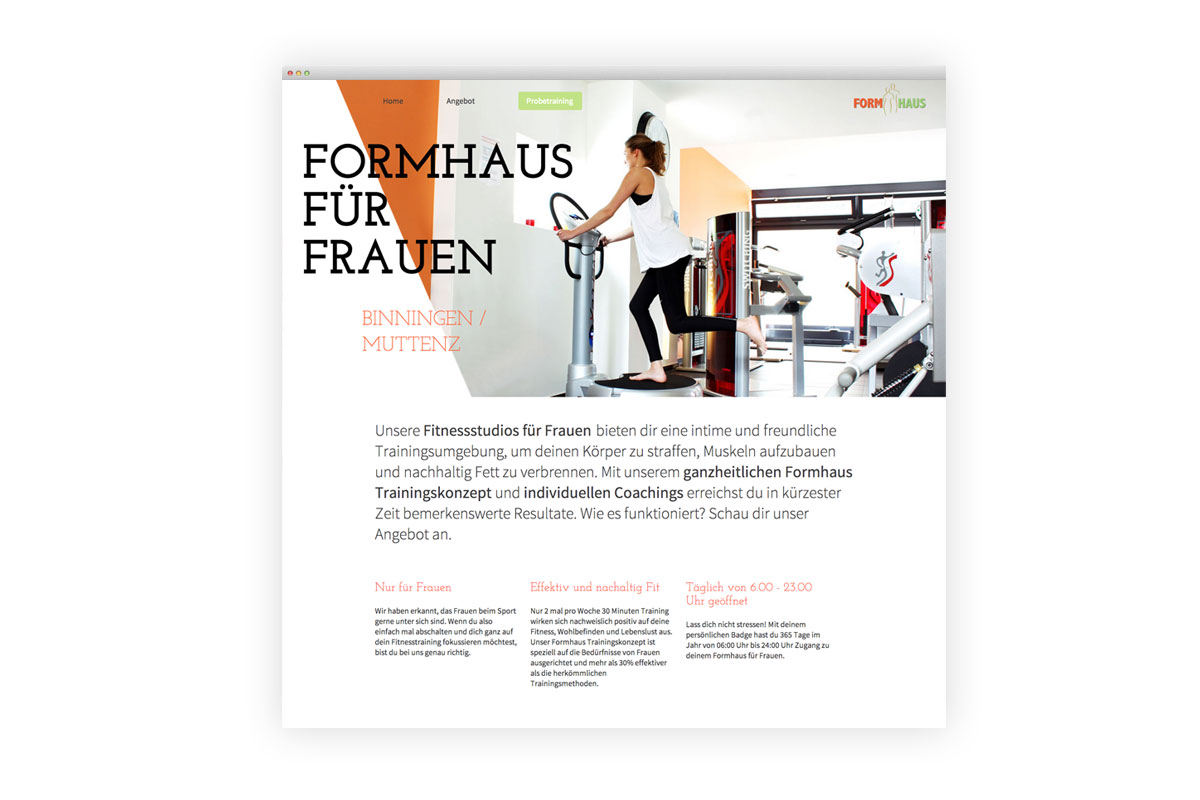 Home
Angebot
Probetraining
FORM HAUS
FORMHAUS
FÜR
FRAUEN
BINNINGEN /
MUTTENZ
SWITCHING
Unsere Fitnessstudios für Frauen bieten dir eine intime und freundliche
Trainingsumgebung, um deinen Körper zu straffen, Muskeln aufzubauen
und nachhaltig Fett zu verbrennen. Mit unserem ganzheitlichen Formhaus
Trainingskonzept und individuellen Coachings erreichst du in kürzester
Zeit bemerkenswerte Resultate. Wie es funktioniert? Schau dir unser
Angebot an.
Nur für Frauen
Wir haben erkannt, das Frauen beim Sport
gerne unter sich sind. Wenn du also
einfach mal abschalten und dich ganz auf
dein Fitnesstraining fokussieren möchtest,
bist du bei uns genau richtig.
Effektiv und nachaltig Fit
Nur 2 mal pro Woche 30 Minuten Training
wirken sich nachweislich positiv auf deine
Fitness, Wohlbefinden und Lebenslust aus.
Unser Formhaus Trainingskonzept ist
speziell auf die Bedürfnisse von Frauen
ausgerichtet und mehr als 30% effektiver
als die herkömmlichen
Trainingsmethoden.
Täglich von 6.00 - 23.00
Uhr geöffnet
Lass dich nicht stressen! Mit deinem
persönlichen Badge hast du 365 Tage im
Jahr von 06:00 Uhr bis 24:00 Uhr Zugang zu
deinem Formhaus für Frauen.